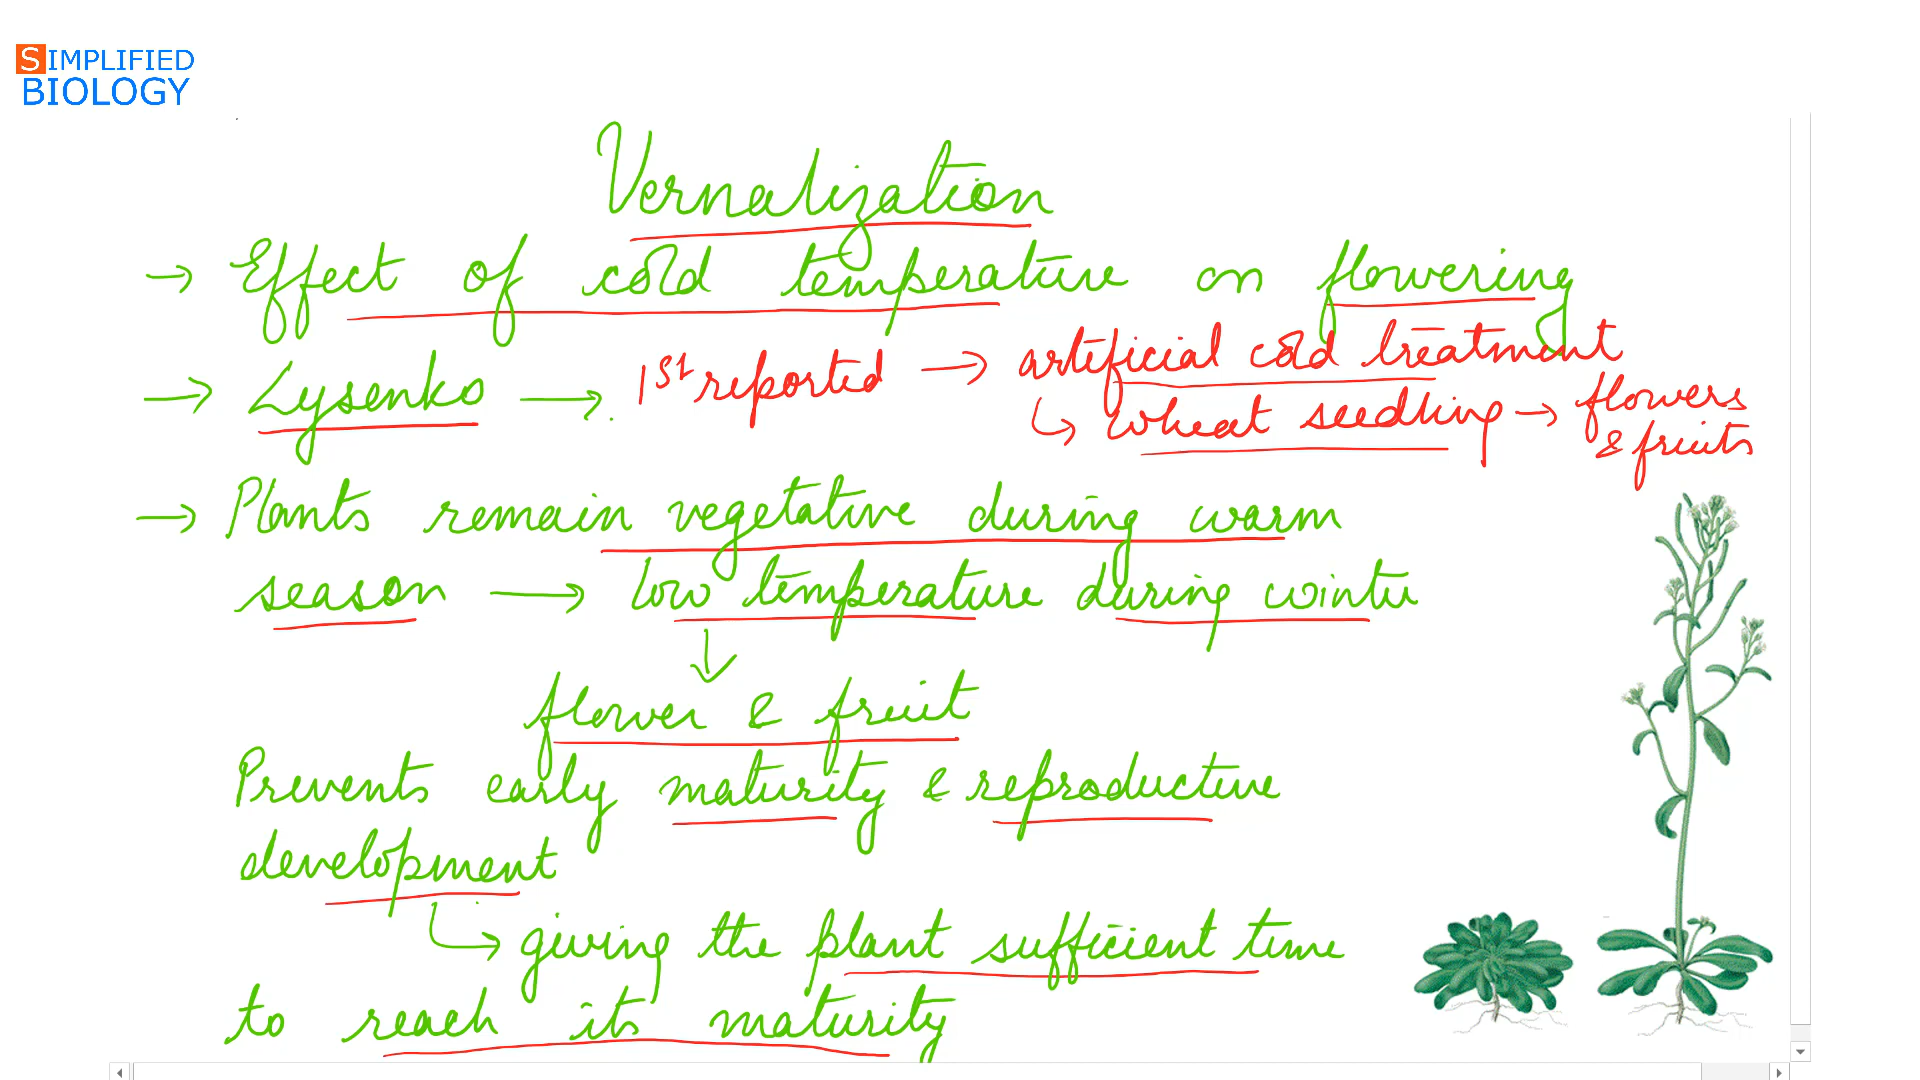 SIMPLIFIED
BIOLOGY
Vernalization
→ Effect of cold temperature on flowering
→ Lysenko → 1st reported → artificial cold treatment
↳ wheat seedling → flowers
& fruits
→ Plants remain vegetative during warm
season → low temperature during winter
↓
flower & fruit
Prevents early maturity & reproductive
development
↳ giving the plant sufficient time
to reach its maturity